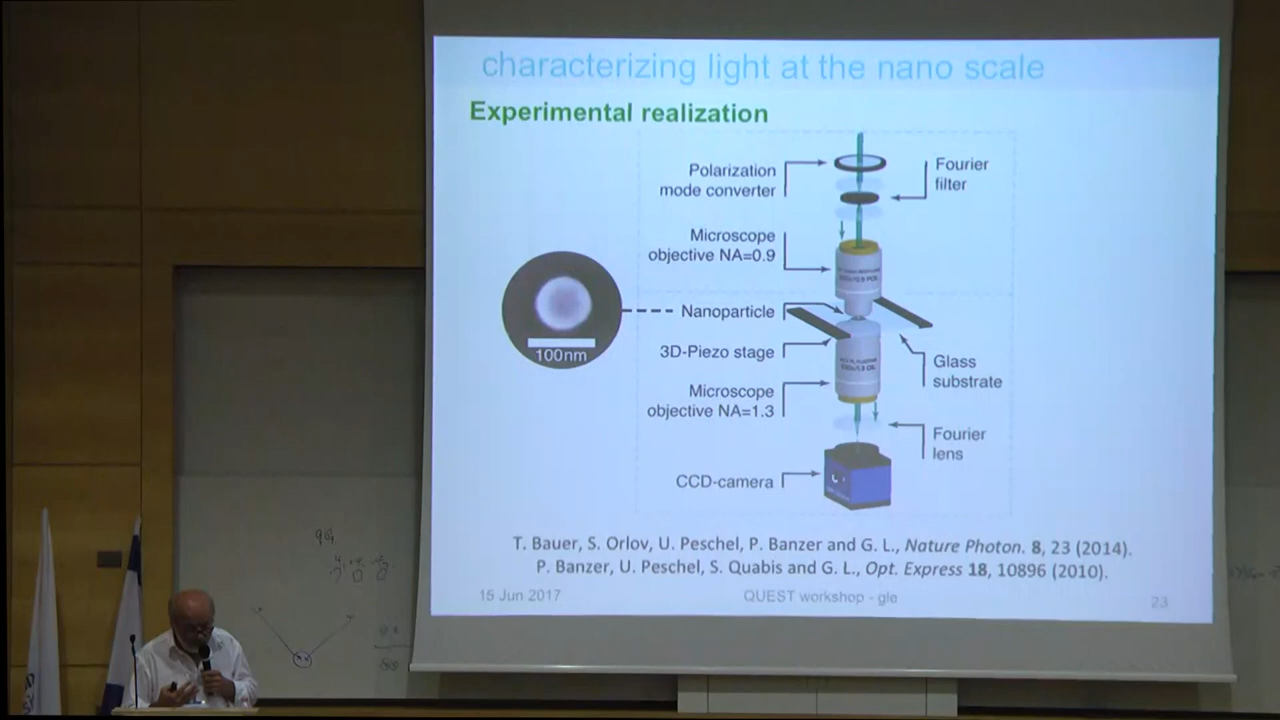 characterizing light at the nano scale
Experimental realization
Polarization
mode converter
Fourier
filter
Microscope
objective NA=0.9
Nanoparticle
100nm
3D-Piezo stage
Glass
substrate
Microscope
objective NA=1.3
Fourier
lens
CCD-camera
T. Bauer, S. Orlov, U. Peschel, P. Banzer and G. L., Nature Photon. 8, 23 (2014).
P. Banzer, U. Peschel, S. Quabis and G. L., Opt. Express 18, 10896 (2010).
15 Jun 2017
QUEST workshop - gle
23